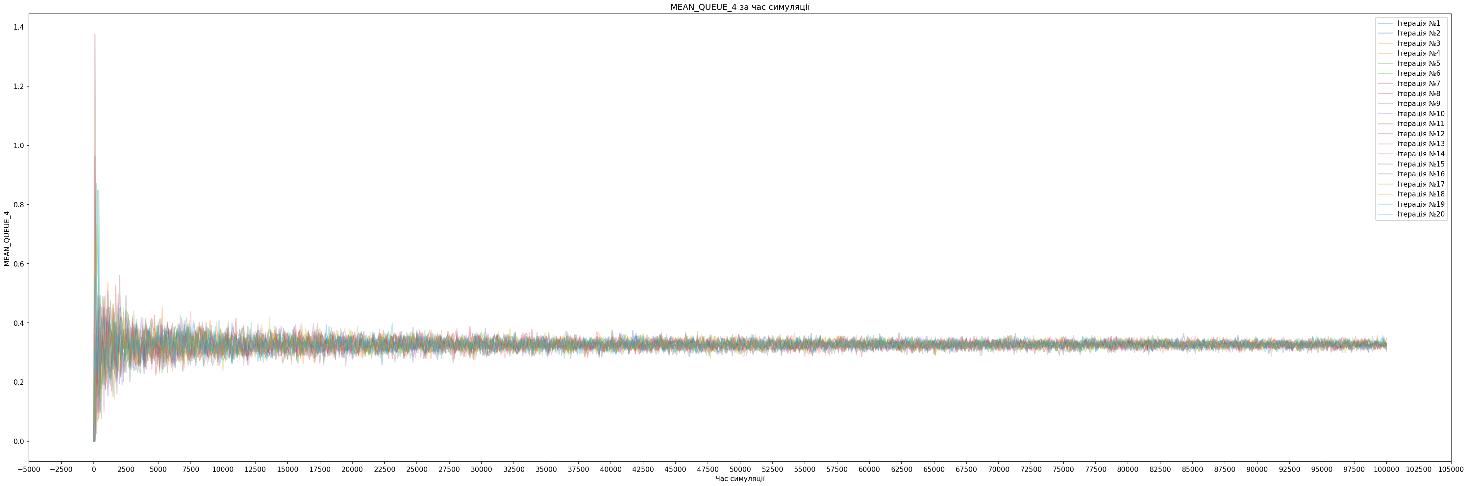 MEAN_QUEUE_4 за час симуляції
1.4
1.2
1.0
0.8
0.6
0.4
0.2
0.0
MEAN_QUEUE_4
Ітерація №1
Ітерація №2
Ітерація №3
Ітерація №4
Ітерація №5
Ітерація №6
Ітерація №7
Ітерація №8
Ітерація №9
Ітерація №10
Ітерація №11
Ітерація №12
Ітерація №13
Ітерація №14
Ітерація №15
Ітерація №16
Ітерація №17
Ітерація №18
Ітерація №19
Ітерація №20
−5000 −2500 0 2500 5000 7500 10000 12500 15000 17500 20000 22500 25000 27500 30000 32500 35000 37500 40000 42500 45000 47500 50000 52500 55000 57500 60000 62500 65000 67500 70000 72500 75000 77500 80000 82500 85000 87500 90000 92500 95000 97500 100000 102500 105000
Час симуляції